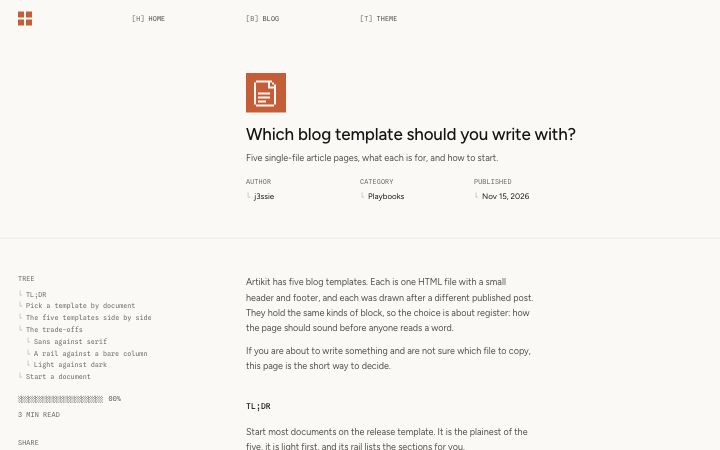 [H] HOME
[B] BLOG
[T] THEME
Which blog template should you write with?
Five single-file article pages, what each is for, and how to start.
AUTHOR
└ j3ssie
CATEGORY
└ Playbooks
PUBLISHED
└ Nov 15, 2026
TREE
└ TL;DR
└ Pick a template by document
└ The five templates side by side
└ The trade-offs
└ Sans against serif
└ A rail against a bare column
└ Light against dark
└ Start a document
░░░░░░░░░░░░░░░░░░░░ 00%
3 MIN READ
SHARE
Artikit has five blog templates. Each is one HTML file with a small
header and footer, and each was drawn after a different published post.
They hold the same kinds of block, so the choice is about register: how
the page should sound before anyone reads a word.
If you are about to write something and are not sure which file to copy,
this page is the short way to decide.
TL;DR
Start most documents on the release template. It is the plainest of the
five, it is light first, and its rail lists the sections for you.